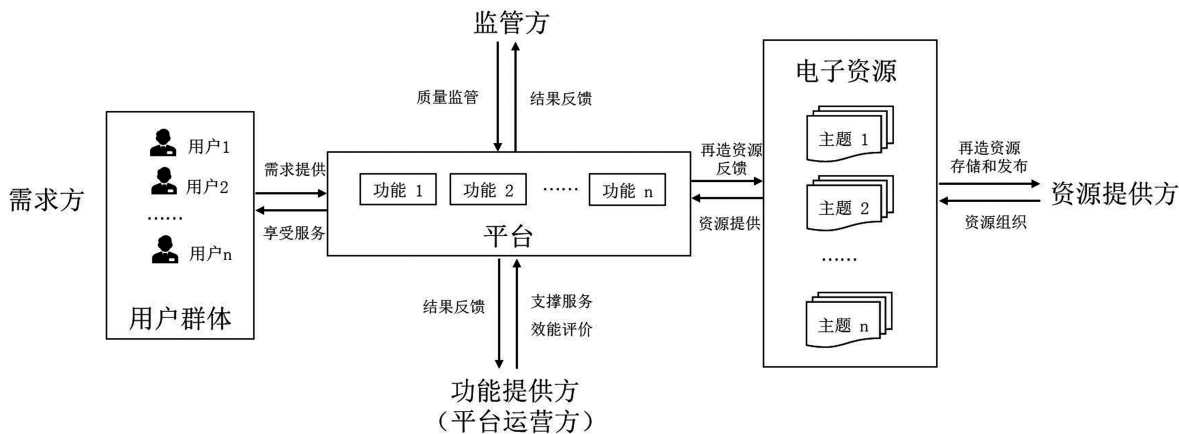 监管方
质量监管
结果反馈
需求方
用户1
用户2
……
用户n
用户群体
需求提供
享受服务
功能 1
功能 2
……
功能 n
平台
结果反馈
支撑服务
效能评价
功能提供方
（平台运营方）
再造资源
反馈
资源提供
电子资源
主题 1
主题 2
……
主题 n
再造资源
存储和发布
资源组织
资源提供方